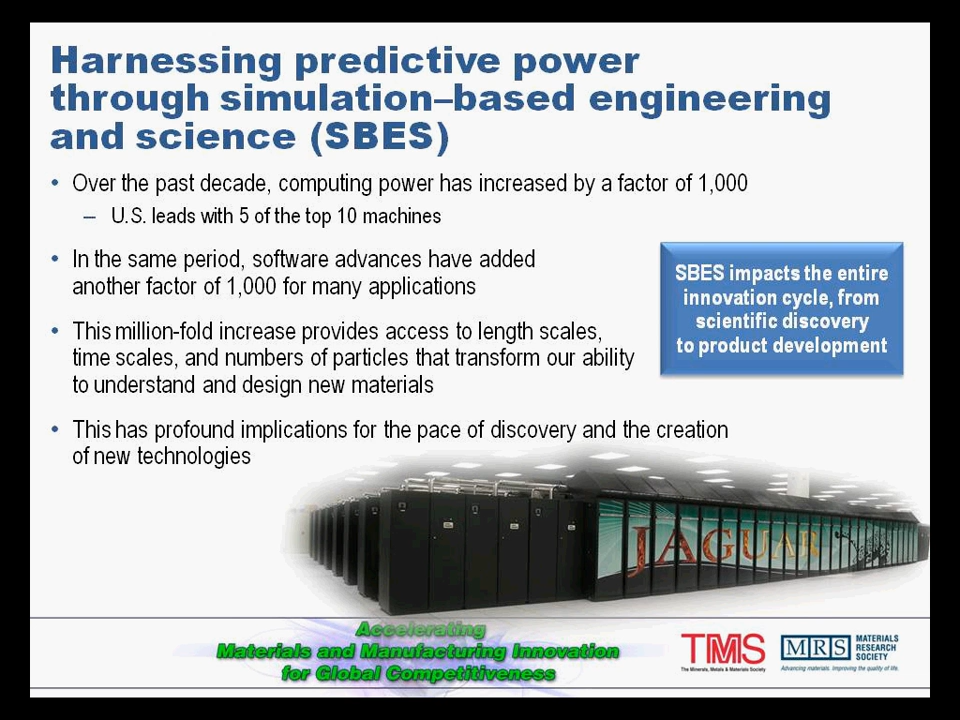 Harnessing predictive power
through simulation–based engineering
and science (SBES)
• Over the past decade, computing power has increased by a factor of 1,000
– U.S. leads with 5 of the top 10 machines
• In the same period, software advances have added
another factor of 1,000 for many applications
• This million-fold increase provides access to length scales,
time scales, and numbers of particles that transform our ability
to understand and design new materials
• This has profound implications for the pace of discovery and the creation
of new technologies
SBES impacts the entire
innovation cycle, from
scientific discovery
to product development
JAGUAR
Accelerating
Materials and Manufacturing Innovation
for Global Competitiveness
TMS
The Minerals, Metals & Materials Society
MRS
MATERIALS
RESEARCH
SOCIETY
Advancing materials. Improving the quality of life.